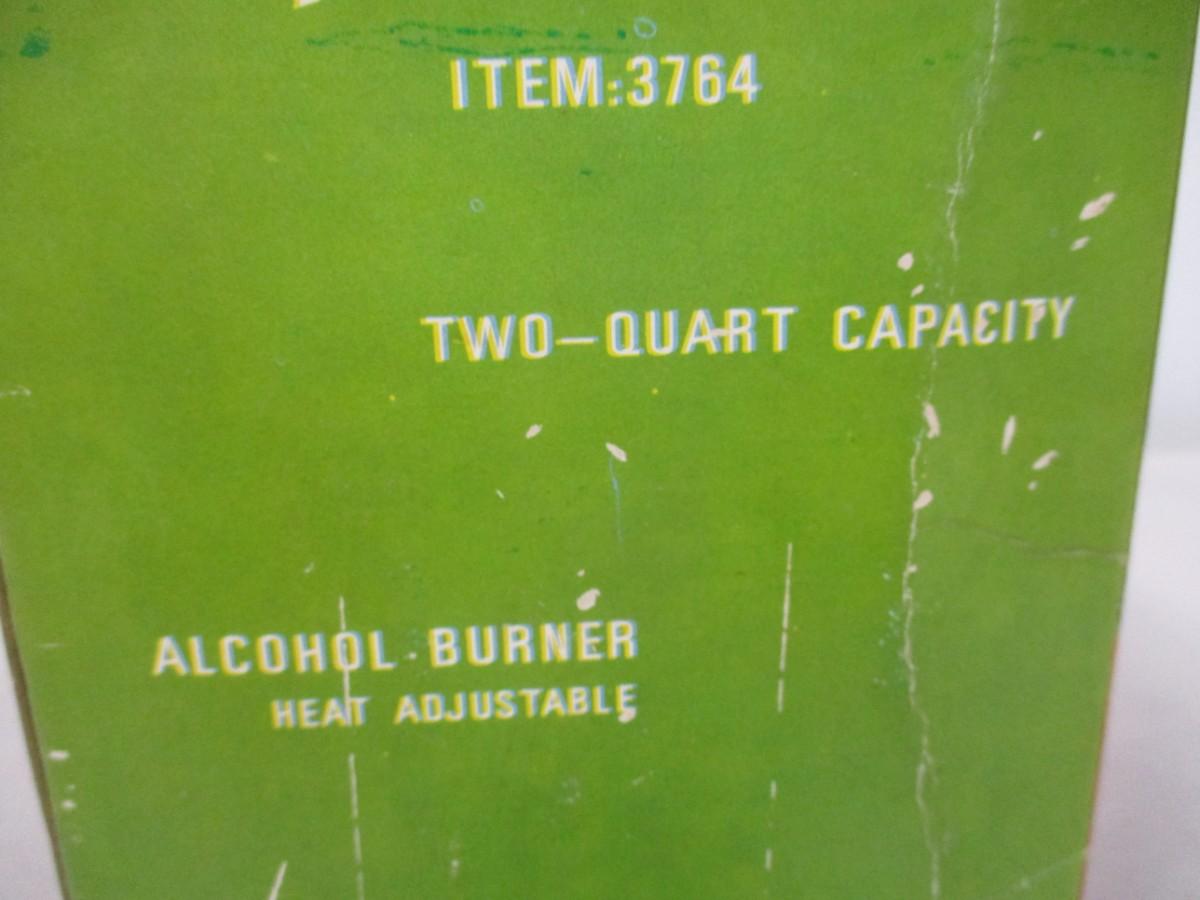 ITEM:3764
TWO-QUART CAPACITY
ALCOHOL BURNER
HEAT ADJUSTABLE